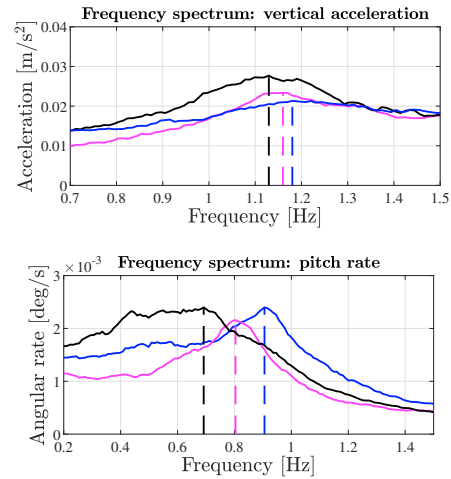 Frequency spectrum: vertical acceleration
Acceleration [m/s²]
0.04
0.03
0.02
0.01
0
0.7 0.8 0.9 1 1.1 1.2 1.3 1.4 1.5
Frequency [Hz]
Frequency spectrum: pitch rate
×10⁻³
Angular rate [deg/s]
3
2
1
0
0.2 0.4 0.6 0.8 1 1.2 1.4
Frequency [Hz]